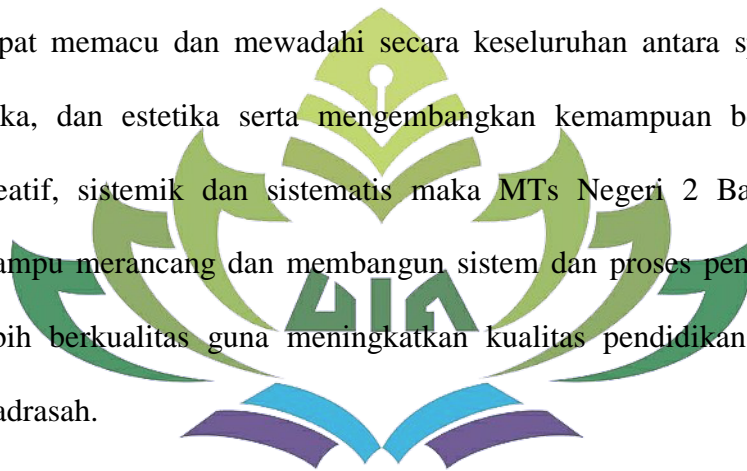 pat memacu dan mewadahi secara keseluruhan antara s
ka, dan estetika serta mengembangkan kemampuan b
eatif, sistemik dan sistematis maka MTs Negeri 2 Ba
ampu merancang dan membangun sistem dan proses pen
UIN
bih berkualitas guna meningkatkan kualitas pendidikan
adrasah.